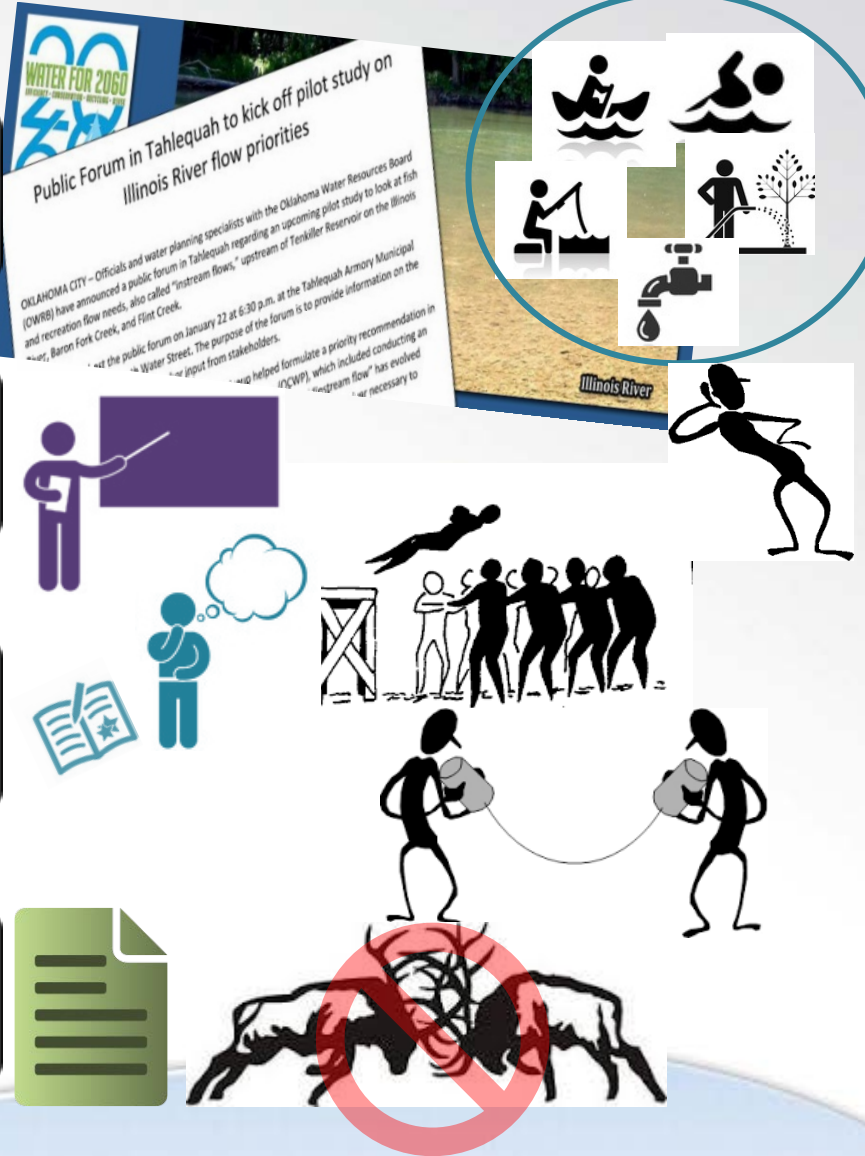 WATER FOR 2060
EFFICIENCY • CONSERVATION • RECYCLING • REUSE
Public Forum in Tahlequah to kick off pilot study on
Illinois River flow priorities
OKLAHOMA CITY – Officials and water planning specialists with the Oklahoma Water Resources Board
(OWRB) have announced a public forum in Tahlequah regarding an upcoming pilot study to look at fish
and recreation flow needs, also called "instream flows," upstream of Tenkiller Reservoir on the Illinois
River, Baron Fork Creek, and Flint Creek.
the public forum on January 22 at 6:30 p.m. at the Tahlequah Armory Municipal
Water Street. The purpose of the forum is to provide information on the
input from stakeholders.
helped formulate a priority recommendation in
(OCWP), which included conducting an
"instream flow" has evolved
necessary to
Illinois River